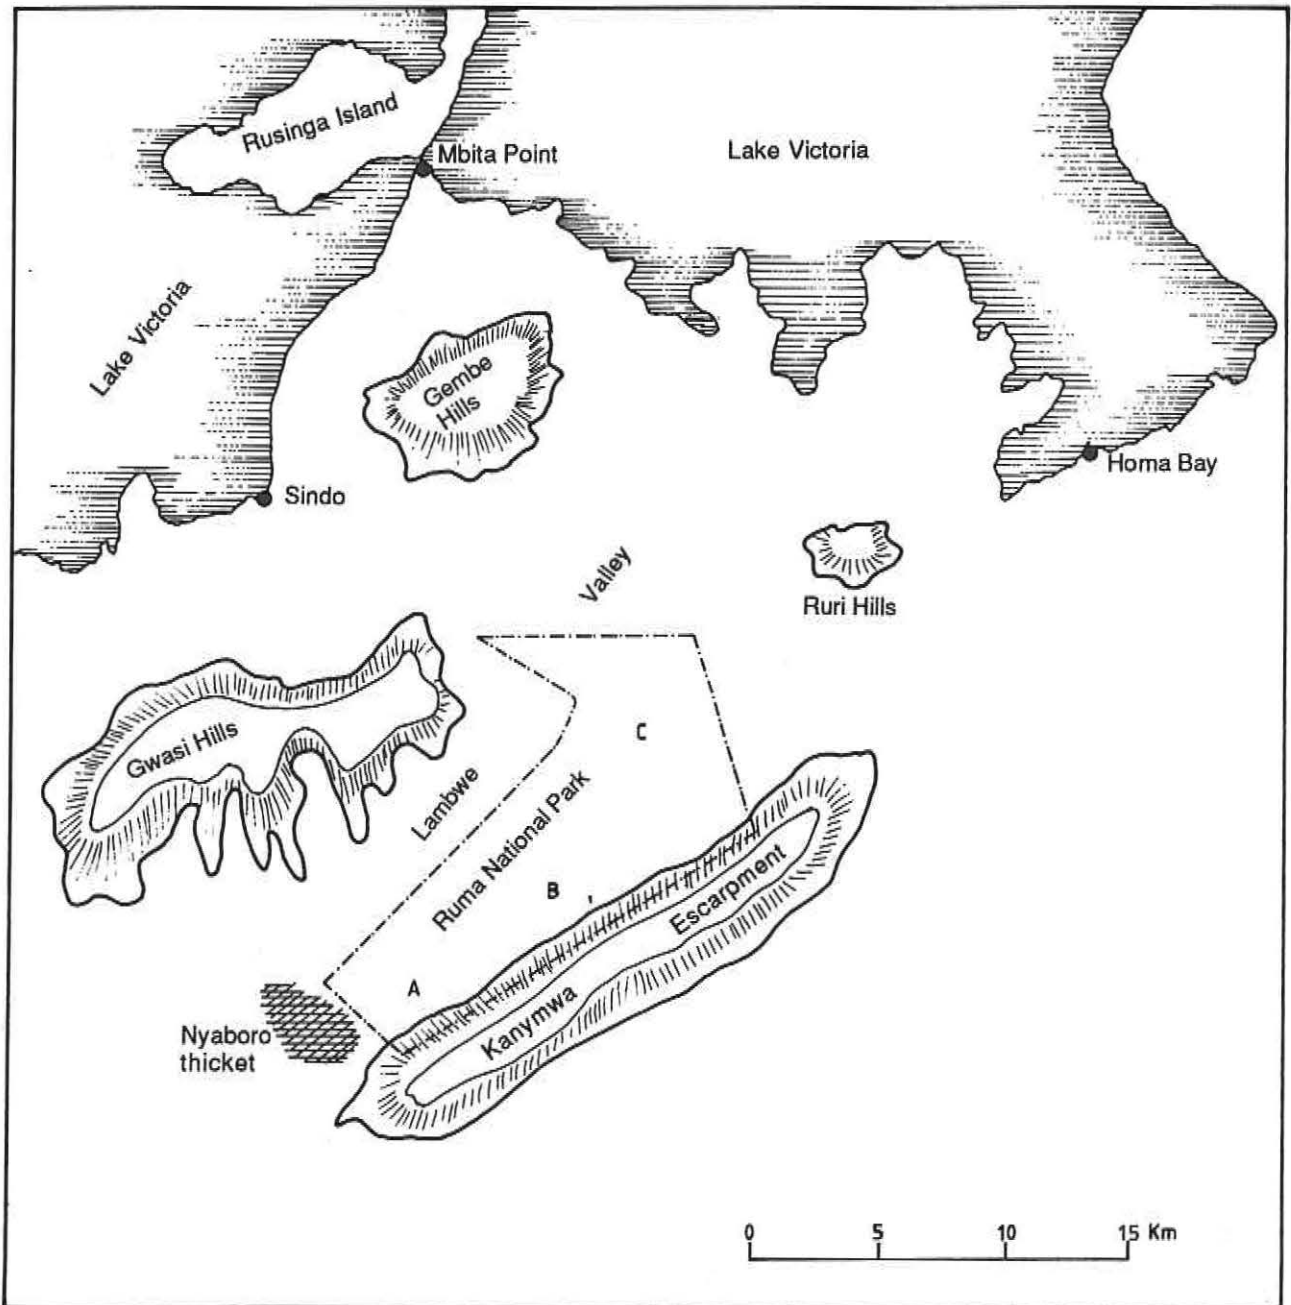 Rusinga Island
Mbita Point
Lake Victoria
Lake Victoria
Gembe
Hills
Homa Bay
Sindo
Valley
Ruri Hills
C
Gwasi Hills
Lambwe
Ruma National Park
B
Escarpment
A
Kanymwa
Nyaboro
thicket
0 5 10 15 Km